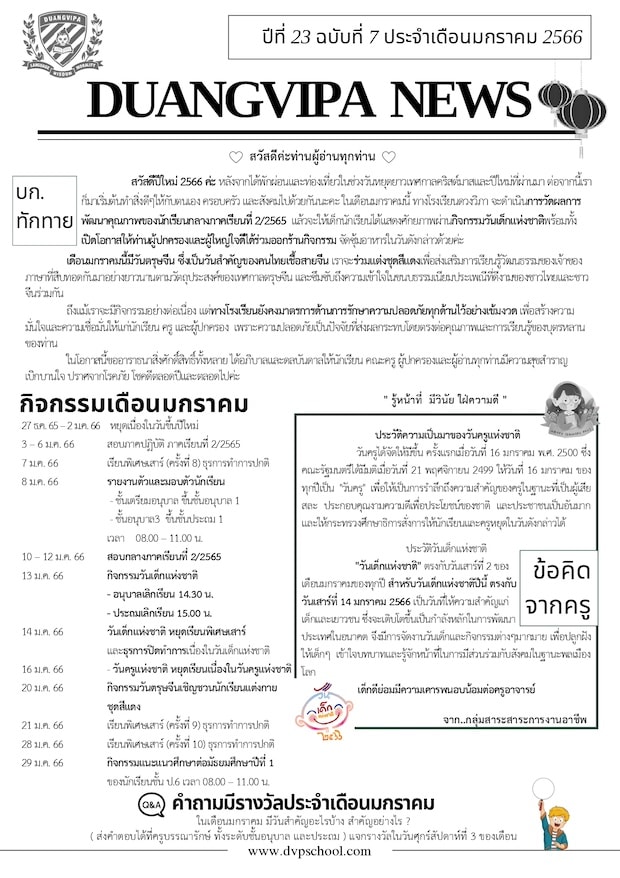 DUANGVIPA
ปีที่ 23 ฉบับที่ 7 ประจำเดือนมกราคม 2566
DUANGVIPA NEWS
สวัสดีค่ะท่านผู้อ่านทุกท่าน
บก.
ทักทาย
สวัสดีปีใหม่ 2566 ค่ะ หลังจากได้พักผ่อนและท่องเที่ยวในช่วงวันหยุดยาวเทศกาลคริสต์มาสและปีใหม่ที่ผ่านมา ต่อจากนี้เรา
ก็มาเริ่มต้นทำสิ่งดีๆให้กับตนเอง ครอบครัว และสังคมไปด้วยกันนะคะ ในเดือนมกราคมนี้ ทางโรงเรียนดวงวิภา จะดำเนินการวัดผลการ
พัฒนาคุณภาพของนักเรียนกลางภาคเรียนที่ 2/2565 แล้วจะให้เด็กนักเรียนได้แสดงศักยภาพผ่านกิจกรรมวันเด็กแห่งชาติพร้อมทั้ง
เปิดโอกาสให้ท่านผู้ปกครองและผู้ใหญ่ใจดีได้ร่วมออกร้านกิจกรรม จัดซุ้มอาหารในวันดังกล่าวด้วยค่ะ
เดือนมกราคมนี้มีวันตรุษจีน ซึ่งเป็นวันสำคัญของคนไทยเชื้อสายจีน เราจะร่วมแต่งชุดสีแดงเพื่อส่งเสริมการเรียนรู้วัฒนธรรมของเจ้าของ
ภาษาที่สืบทอดกันมาอย่างยาวนานตามวัตถุประสงค์ของเทศกาลตรุษจีน และซึมซับถึงความเข้าใจในขนบธรรมเนียมประเพณีที่ดีงามของชาวไทยและชาว
จีนร่วมกัน
ถึงแม้เราจะมีกิจกรรมอย่างต่อเนื่อง แต่ทางโรงเรียนยังคงมาตรการด้านการรักษาความปลอดภัยทุกด้านไว้อย่างเข้มงวด เพื่อสร้างความ
มั่นใจและความเชื่อมั่นให้แก่นักเรียน ครู และผู้ปกครอง เพราะความปลอดภัยเป็นปัจจัยที่ส่งผลกระทบโดยตรงต่อคุณภาพและการเรียนรู้ของบุตรหลาน
ของท่าน
ในโอกาสนี้ขออาราธนาสิ่งศักดิ์สิทธิ์ทั้งหลาย ได้อภิบาลและดลบันดาลให้นักเรียน คณะครู ผู้ปกครองและผู้อ่านทุกท่านมีความสุขสำราญ
เบิกบานใจ ปราศจากโรคภัย โชคดีตลอดปีและตลอดไปค่ะ
กิจกรรมเดือนมกราคม
27 ธค 65 – 2 ม.ค 66 หยุดเนื่องในวันขึ้นปีใหม่
3 – 6 ม.ค. 66 สอบภาคปฏิบัติ ภาคเรียนที่ 2/2565
7 ม.ค. 66 เรียนพิเศษเสาร์ (ครั้งที่ 8) ธุรการทำการปกติ
8 ม.ค. 66 รายงานตัวและมอบตัวนักเรียน
- ชั้นเตรียมอนุบาล ขึ้นชั้นอนุบาล 1
- ชั้นอนุบาล3 ขึ้นชั้นประถม 1
เวลา 08.00 – 11.00 น.
10 – 12 ม.ค. 66 สอบกลางภาคเรียนที่ 2/2565
13 ม.ค. 66 กิจกรรมวันเด็กแห่งชาติ
- อนุบาลเลิกเรียน 14.30 น.
- ประถมเลิกเรียน 15.00 น.
14 ม.ค. 66 วันเด็กแห่งชาติ หยุดเรียนพิเศษเสาร์
และธุรการปิดทำการเนื่องในวันเด็กแห่งชาติ
16 ม.ค. 66 - วันครูแห่งชาติ หยุดเรียนเนื่องในวันครูแห่งชาติ
20 ม.ค. 66 กิจกรรมวันตรุษจีนเชิญชวนนักเรียนแต่งกาย
ชุดสีแดง
21 ม.ค. 66 เรียนพิเศษเสาร์ (ครั้งที่ 9) ธุรการทำการปกติ
28 ม.ค. 66 เรียนพิเศษเสาร์ (ครั้งที่ 10) ธุรการทำการปกติ
29 ม.ค. 66 กิจกรรมแนะแนวศึกษาต่อมัธยมศึกษาปีที่ 1
ของนักเรียนชั้น ป.6 เวลา 08.00 – 11.00 น.
" รู้หน้าที่ มีวินัย ใฝ่ความดี "
ประวัติความเป็นมาของวันครูแห่งชาติ
วันครูได้จัดให้มีขึ้น ครั้งแรกเมื่อวันที่ 16 มกราคม พ.ศ. 2500 ซึ่ง
คณะรัฐมนตรีได้มีมติเมื่อวันที่ 21 พฤศจิกายน 2499 ให้วันที่ 16 มกราคม ของ
ทุกปีเป็น "วันครู" เพื่อให้เป็นการรำลึกถึงความสำคัญของครูในฐานะที่เป็นผู้เสีย
สละ ประกอบคุณงามความดีเพื่อประโยชน์ของชาติ และประชาชนเป็นอันมาก
และให้กระทรวงศึกษาธิการสั่งการให้นักเรียนและครูหยุดในวันดังกล่าวได้
ประวัติวันเด็กแห่งชาติ
"วันเด็กแห่งชาติ" ตรงกับวันเสาร์ที่ 2 ของ
เดือนมกราคมของทุกปี สำหรับวันเด็กแห่งชาติปีนี้ ตรงกับ
วันเสาร์ที่ 14 มกราคม 2566 เป็นวันที่ให้ความสำคัญแก่
เด็กและเยาวชน ซึ่งจะเติบโตขึ้นเป็นกำลังหลักในการพัฒนา
ประเทศในอนาคต จึงมีการจัดงานวันเด็กและกิจกรรมต่างๆมากมาย เพื่อปลูกฝัง
ให้เด็กๆ เข้าใจบทบาทและรู้จักหน้าที่ในการมีส่วนร่วมกับสังคมในฐานะพลเมือง
โลก
ข้อคิด
จากครู
เด็กดีย่อมมีความเคารพนอบน้อมต่อครูอาจารย์
จาก..กลุ่มสาระสาระการงานอาชีพ
วัน
เด็ก
แห่งชาติ
๒๕๖๖
Q&A คำถามมีรางวัลประจำเดือนมกราคม
ในเดือนมกราคม มีวันสำคัญอะไรบ้าง สำคัญอย่างไร ?
( ส่งคำตอบได้ที่ครูบรรณารักษ์ ทั้งระดับชั้นอนุบาล และประถม ) แจกรางวัลในวันศุกร์สัปดาห์ที่ 3 ของเดือน
www.dvpschool.com